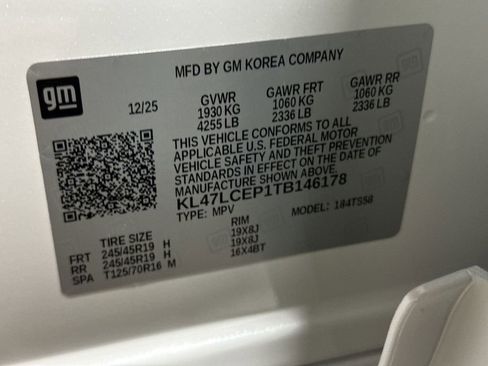 MFD BY GM KOREA COMPANY
gm
12/25 GVWR GAWR FRT GAWR RR
1930 KG 1060 KG 1060 KG
4255 LB 2336 LB 2336 LB
THIS VEHICLE CONFORMS TO ALL
APPLICABLE U.S. FEDERAL MOTOR
VEHICLE SAFETY AND THEFT PREVENTION
STANDARDS IN EFFECT ON THE DATE OF
MANUFACTURE SHOWN ABOVE.
KL47LCEP1TB146178
TYPE: MPV MODEL: 184TS58
TIRE SIZE RIM
FRT 245/45R19 H 19X8J
RR 245/45R19 H 19X8J
SPA T125/70R16 M 16X4BT